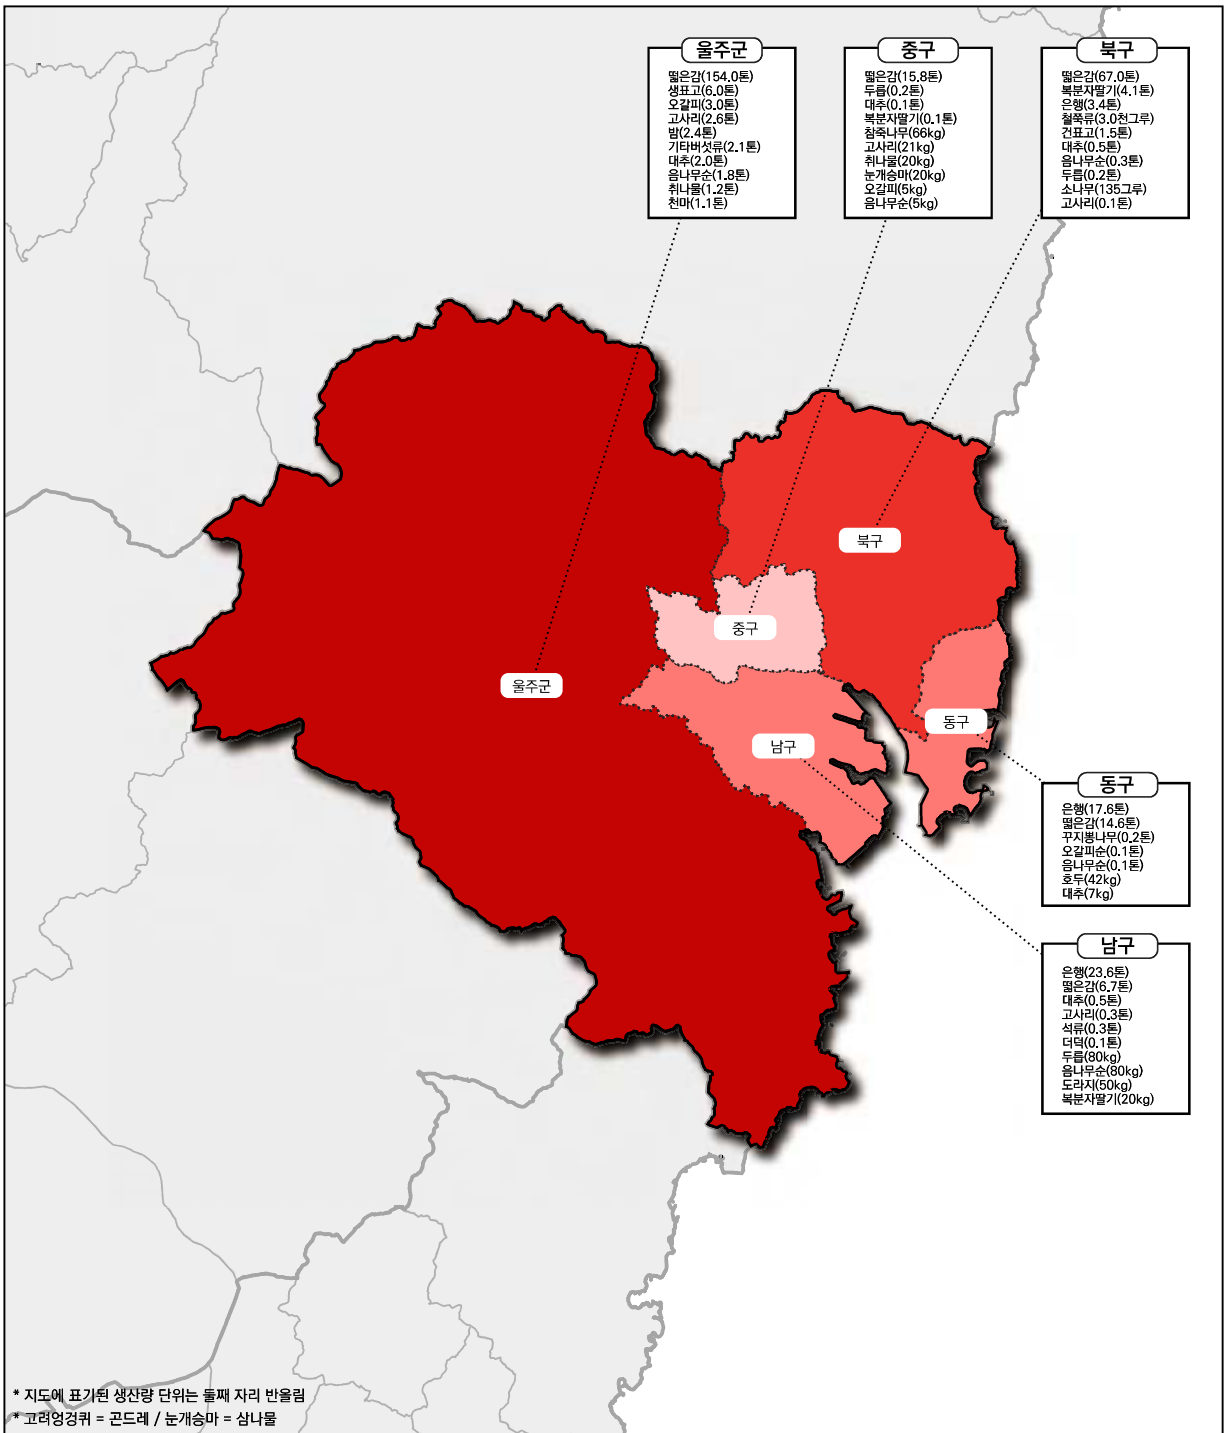 울주군
떫은감(154.0톤)
생표고(6.0톤)
오갈피(3.0톤)
고사리(2.6톤)
밤(2.4톤)
기타버섯류(2.1톤)
대추(2.0톤)
음나무순(1.8톤)
취나물(1.2톤)
천마(1.1톤)
중구
떫은감(15.8톤)
두릅(0.2톤)
대추(0.1톤)
복분자딸기(0.1톤)
참죽나무(66kg)
고사리(21kg)
취나물(20kg)
눈개승마(20kg)
오갈피(5kg)
음나무순(5kg)
북구
떫은감(67.0톤)
복분자딸기(4.1톤)
은행(3.4톤)
철쭉류(3.0천그루)
건표고(1.5톤)
대추(0.5톤)
음나무순(0.3톤)
두릅(0.2톤)
소나무(135그루)
고사리(0.1톤)
북구
중구
울주군
동구
남구
동구
은행(17.6톤)
떫은감(14.6톤)
꾸지뽕나무(0.2톤)
오갈피순(0.1톤)
음나무순(0.1톤)
호두(42kg)
대추(7kg)
남구
은행(23.6톤)
떫은감(6.7톤)
대추(0.5톤)
고사리(0.3톤)
석류(0.3톤)
더덕(0.1톤)
두릅(80kg)
음나무순(80kg)
도라지(50kg)
복분자딸기(20kg)
* 지도에 표기된 생산량 단위는 둘째 자리 반올림
* 고려엉겅퀴 = 곤드레 / 눈개승마 = 삼나물